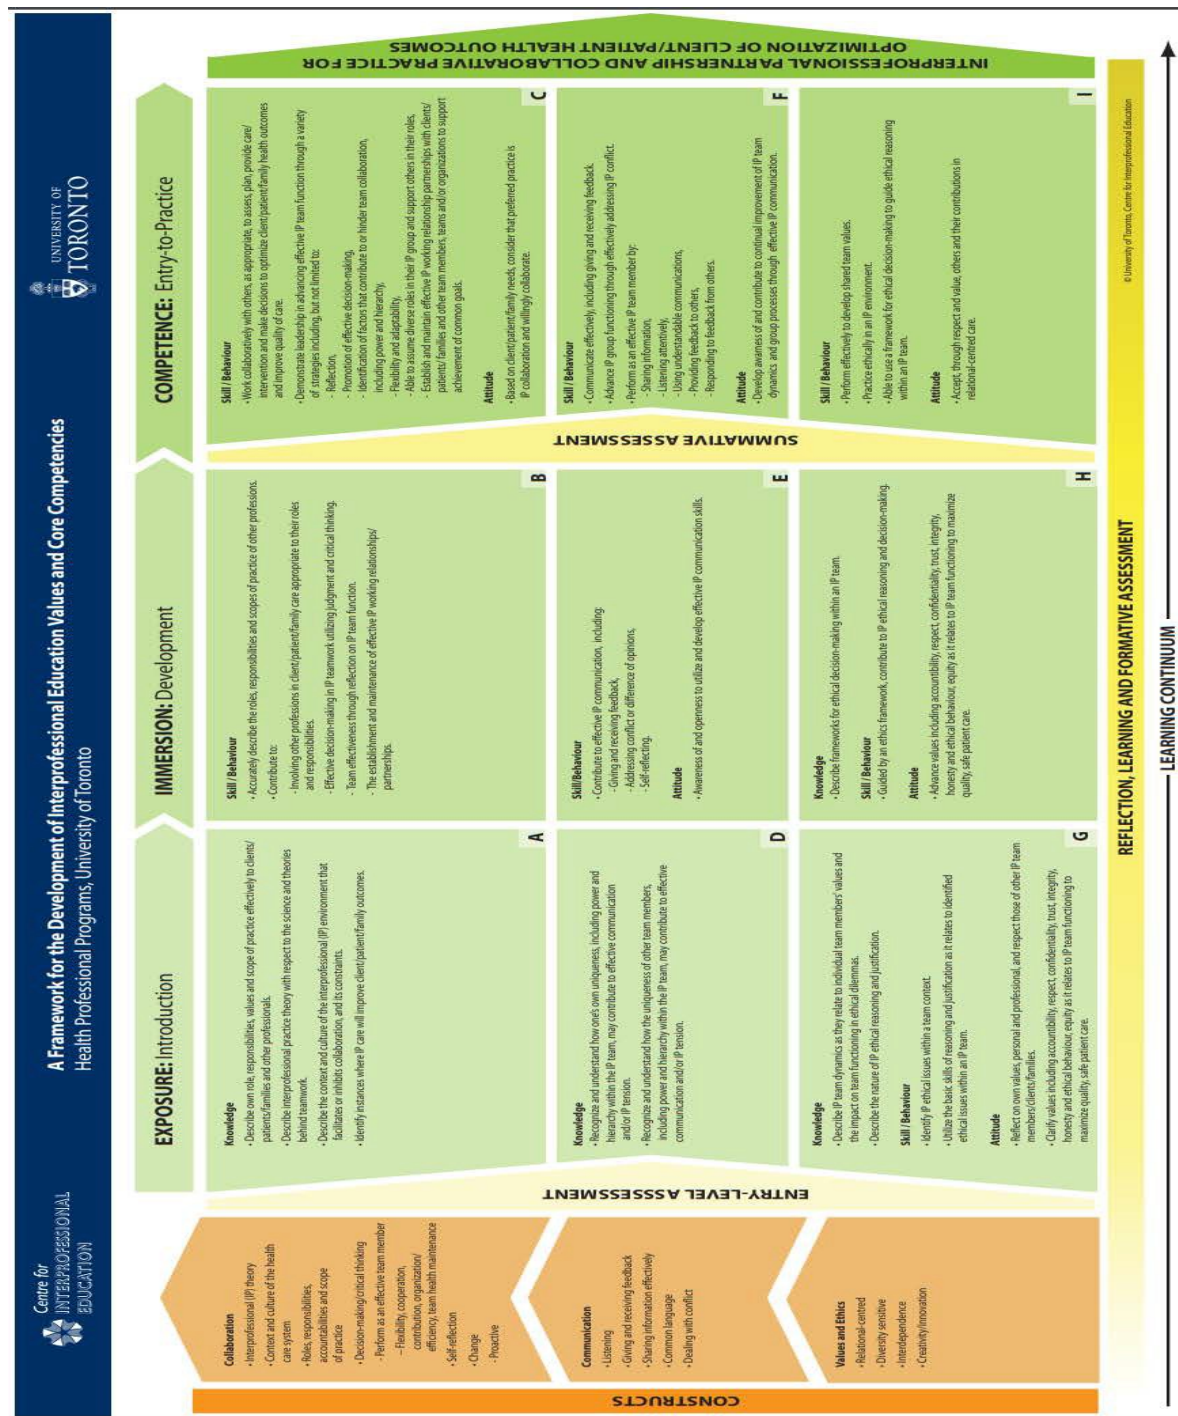 Centre for
INTERPROFESSIONAL
EDUCATION
A Framework for the Development of Interprofessional Education Values and Core Competencies
Health Professional Programs, University of Toronto
UNIVERSITY OF
TORONTO
EXPOSURE: Introduction
IMMERSION: Development
COMPETENCE: Entry-to-Practice
CONSTRUCTS
Collaboration
• Interprofessional (IP) theory
• Context and culture of the health
care system
• Roles, responsibilities,
accountabilities and scope
of practice
• Decision-making/critical thinking
- Perform as an effective team member
– Flexibility, cooperation,
contribution, organization/
efficiency, team health maintenance
• Self-reflection
• Change
- Proactive
Communication
• Listening
• Giving and receiving feedback
• Sharing information effectively
• Common language
• Dealing with conflict
Values and Ethics
• Relational-centred
• Diversity sensitive
• Interdependence
• Creativity/Innovation
ENTRY-LEVEL ASSSESSMENT
Knowledge
• Describe own role, responsibilities, values and scope of practice effectively to clients/
patients/families and other professionals.
• Describe interprofessional practice theory with respect to the science and theories
behind teamwork.
• Describe the context and culture of the interprofessional (IP) environment that
facilitates or inhibits collaboration, and its constraints.
• Identify instances where IP care will improve client/patient/family outcomes.
A
Knowledge
• Recognize and understand how one's own uniqueness, including power and
hierarchy within the IP team, may contribute to effective communication
and/or IP tension.
• Recognize and understand how the uniqueness of other team members,
including power and hierarchy within the IP team, may contribute to effective
communication and/or IP tension.
D
Knowledge
• Describe IP team dynamics as they relate to individual team members' values and
the impact on team functioning in ethical dilemmas.
• Describe the nature of IP ethical reasoning and justification.
Skill / Behaviour
• Identify IP ethical issues within a team context.
• Utilize the basic skills of reasoning and justification as it relates to identified
ethical issues within an IP team.
Attitude
• Reflect on own values, personal and professional, and respect those of other IP team
members/clients/families.
• Clarify values including accountibility, respect, confidentiality, trust, integrity,
honesty and ethical behaviour, equity as it relates to IP team functioning to
maximize quality, safe patient care.
G
Skill / Behaviour
• Accurately describe the roles, responsibilities and scopes of practice of other professions.
• Contribute to:
- Involving other professions in client/patient/family care appropriate to their roles
and responsibilities.
- Effective decision-making in IP teamwork utilizing judgment and critical thinking.
- Team effectiveness through reflection on IP team function.
- The establishment and maintenance of effective IP working relationships/
partnerships.
B
Skill/Behaviour
• Contribute to effective IP communication, including:
- Giving and receiving feedback,
- Addressing conflict or difference of opinions,
- Self-reflecting.
Attitude
• Awareness of and openness to utilize and develop effective IP communication skills.
E
Knowledge
• Describe frameworks for ethical decision-making within an IP team.
Skill / Behaviour
• Guided by an ethics framework, contribute to IP ethical reasoning and decision-making.
Attitude
• Advance values including accountibility, respect, confidentiality, trust, integrity,
honesty and ethical behaviour, equity as it relates to IP team functioning to maximize
quality, safe patient care.
H
SUMMATIVE ASSESSMENT
Skill / Behaviour
• Work collaboratively with others, as appropriate, to assess, plan, provide care/
intervention and make decisions to optimize client/patient/family health outcomes
and improve quality of care.
• Demonstrate leadership in advancing effective IP team function through a variety
of strategies including, but not limited to:
- Reflection,
- Promotion of effective decision-making,
- Identification of factors that contribute to or hinder team collaboration,
including power and hierarchy,
- Flexibility and adaptability,
- Able to assume diverse roles in their IP group and support others in their roles,
- Establish and maintain effective IP working relationship partnerships with clients/
patients/ families and other team members, teams and/or organizations to support
achievement of common goals.
Attitude
• Based on client/patient/family needs, consider that preferred practice is
IP collaboration and willingly collaborate.
C
Skill / Behaviour
• Communicate effectively, including giving and receiving feedback.
• Advance IP group functioning through effectively addressing IP conflict.
• Perform as an effective IP team member by:
- Sharing information,
- Listening attentively,
- Using understandable communications,
- Providing feedback to others,
- Responding to feedback from others.
Attitude
• Develop awarness of and contribute to continual improvement of IP team
dynamics and group processes through effective IP communication.
F
Skill / Behaviour
• Perform effectively to develop shared team values.
• Practice ethically in an IP environment.
• Able to use a framework for ethical decision-making to guide ethical reasoning
within an IP team.
Attitude
• Accept, through respect and value, others and their contributions in
relational-centred care.
I
INTERPROFESSIONAL PARTNERSHIP AND COLLABORATIVE PRACTICE FOR
OPTIMIZATION OF CLIENT/PATIENT HEALTH OUTCOMES
REFLECTION, LEARNING AND FORMATIVE ASSESSMENT
© University of Toronto, Centre for Interprofessional Education
LEARNING CONTINUUM